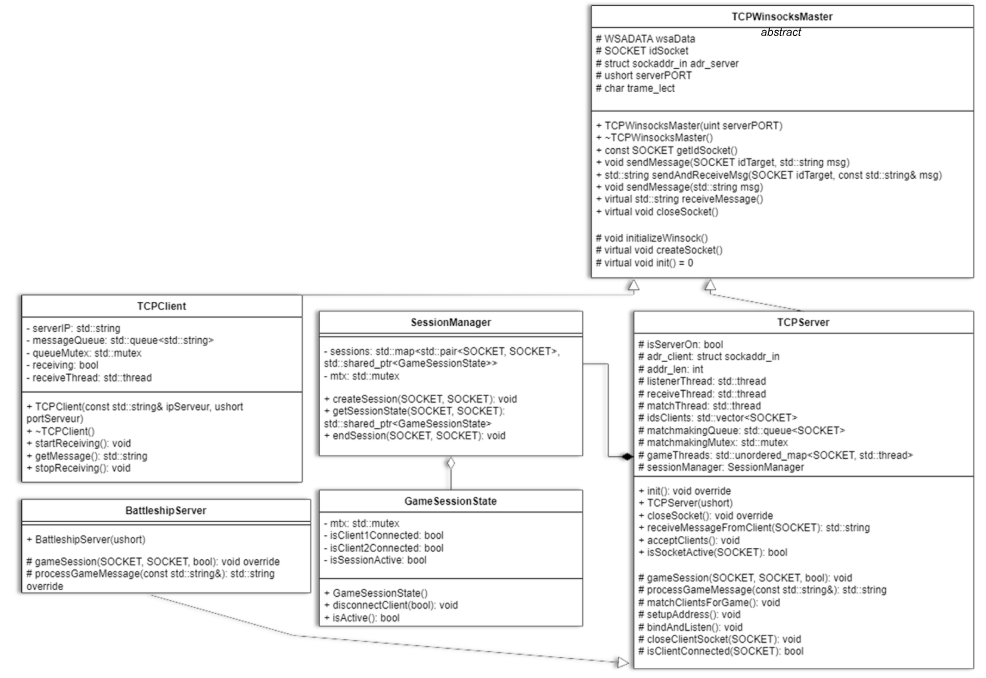 TCPWinsocksMaster
abstract
# WSADATA wsaData
# SOCKET idSocket
# struct sockaddr_in adr_server
# ushort serverPORT
# char trame_lect
+ TCPWinsocksMaster(uint serverPORT)
+ ~TCPWinsocksMaster()
+ const SOCKET getIdSocket()
+ void sendMessage(SOCKET idTarget, std::string msg)
+ std::string sendAndReceiveMsg(SOCKET idTarget, const std::string& msg)
+ void sendMessage(std::string msg)
+ virtual std::string receiveMessage()
+ virtual void closeSocket()
# void initializeWinsock()
# virtual void createSocket()
# virtual void init() = 0
TCPClient
- serverIP: std::string
- messageQueue: std::queue<std::string>
- queueMutex: std::mutex
- receiving: bool
- receiveThread: std::thread
+ TCPClient(const std::string& ipServeur, ushort
portServeur)
+ ~TCPClient()
+ startReceiving(): void
+ getMessage(): std::string
+ stopReceiving(): void
SessionManager
- sessions: std::map<std::pair<SOCKET, SOCKET>,
std::shared_ptr<GameSessionState>>
- mtx: std::mutex
+ createSession(SOCKET, SOCKET): void
+ getSessionState(SOCKET, SOCKET):
std::shared_ptr<GameSessionState>
+ endSession(SOCKET, SOCKET): void
TCPServer
# isServerOn: bool
# adr_client: struct sockaddr_in
# addr_len: int
# listenerThread: std::thread
# receiveThread: std::thread
# matchThread: std::thread
# idsClients: std::vector<SOCKET>
# matchmakingQueue: std::queue<SOCKET>
# matchmakingMutex: std::mutex
# gameThreads: std::unordered_map<SOCKET, std::thread>
# sessionManager: SessionManager
+ init(): void override
+ TCPServer(ushort)
+ closeSocket(): void override
+ receiveMessageFromClient(SOCKET): std::string
+ acceptClients(): void
+ isSocketActive(SOCKET): bool
# gameSession(SOCKET, SOCKET, bool): void
# processGameMessage(const std::string&): std::string
# matchClientsForGame(): void
# setupAddress(): void
# bindAndListen(): void
# closeClientSocket(SOCKET): void
# isClientConnected(SOCKET): bool
BattleshipServer
+ BattleshipServer(ushort)
# gameSession(SOCKET, SOCKET, bool): void override
# processGameMessage(const std::string&): std::string
override
GameSessionState
- mtx: std::mutex
- isClient1Connected: bool
- isClient2Connected: bool
- isSessionActive: bool
+ GameSessionState()
+ disconnectClient(bool): void
+ isActive(): bool